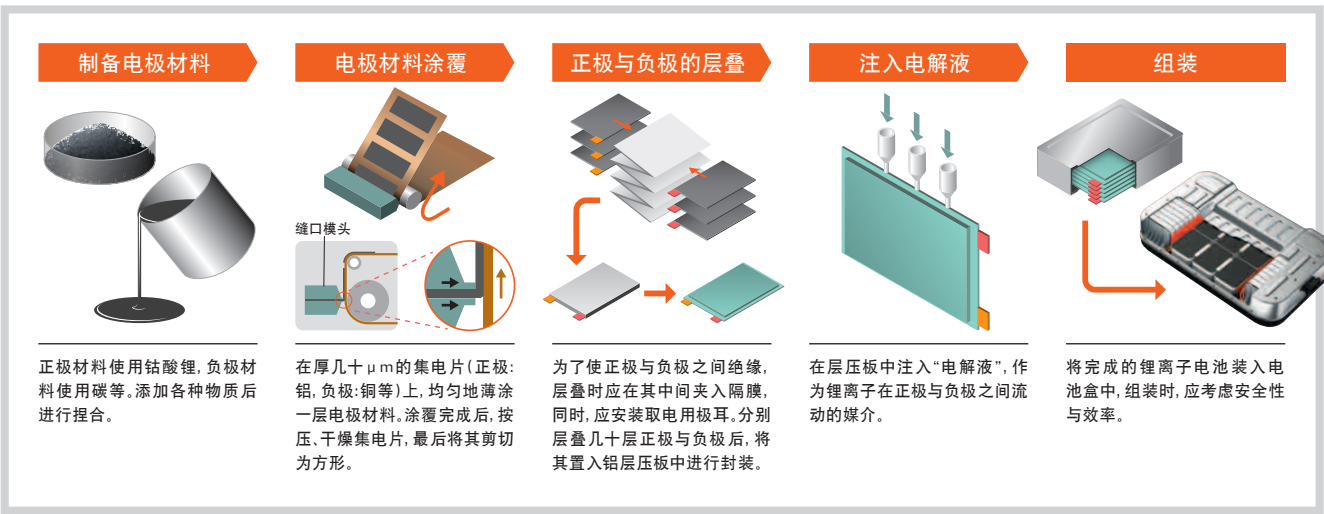 制备电极材料
电极材料涂覆
正极与负极的层叠
注入电解液
组装
缝口模头
正极材料使用钴酸锂,负极材
料使用碳等。添加各种物质后
进行捏合。
在厚几十μm的集电片(正极:
铝,负极:铜等)上,均匀地薄涂
一层电极材料。涂覆完成后,按
压、干燥集电片,最后将其剪切
为方形。
为了使正极与负极之间绝缘,
层叠时应在其中间夹入隔膜,
同时,应安装取电用极耳。分别
层叠几十层正极与负极后,将
其置入铝层压板中进行封装。
在层压板中注入“电解液”,作
为锂离子在正极与负极之间流
动的媒介。
将完成的锂离子电池装入电
池盒中,组装时,应考虑安全性
与效率。